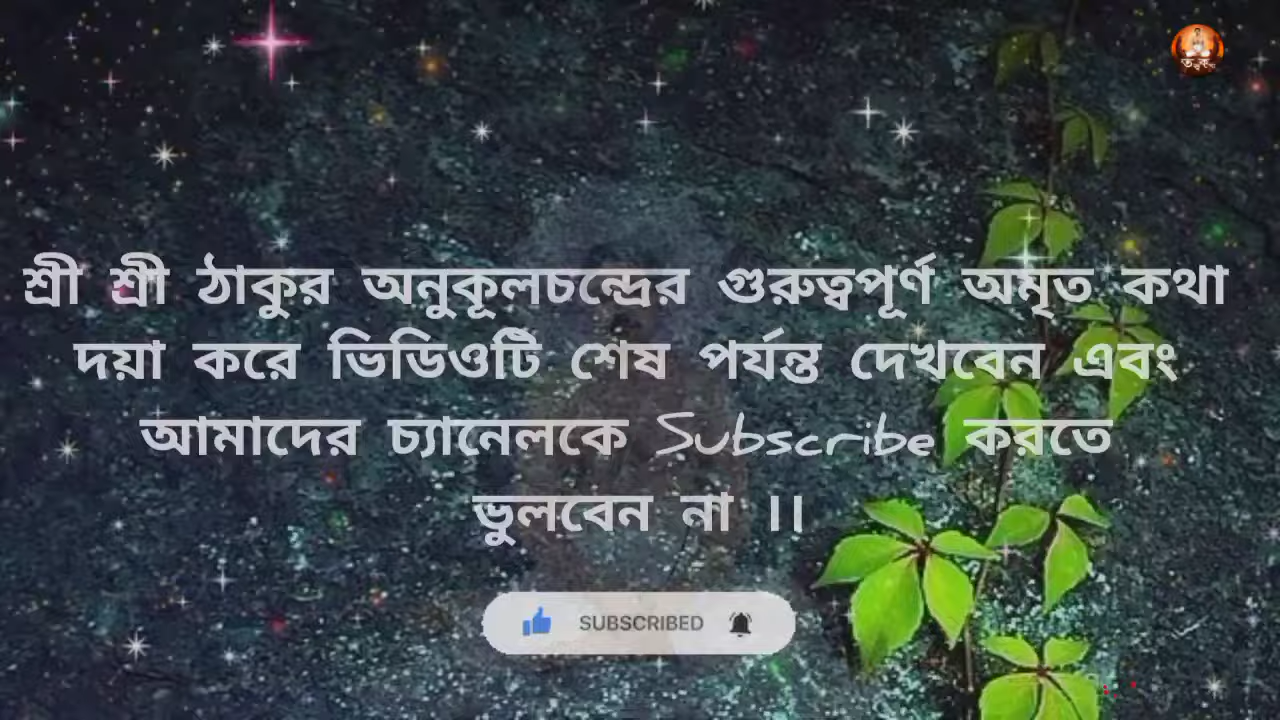 শ্রী শ্রী ঠাকুর অনুকূলচন্দ্রের গুরুত্বপূর্ণ অমৃত কথা
দয়া করে ভিডিওটি শেষ পর্যন্ত দেখবেন এবং
আমাদের চ্যানেলকে Subscribe করতে
ভুলবেন না ।।
SUBSCRIBED